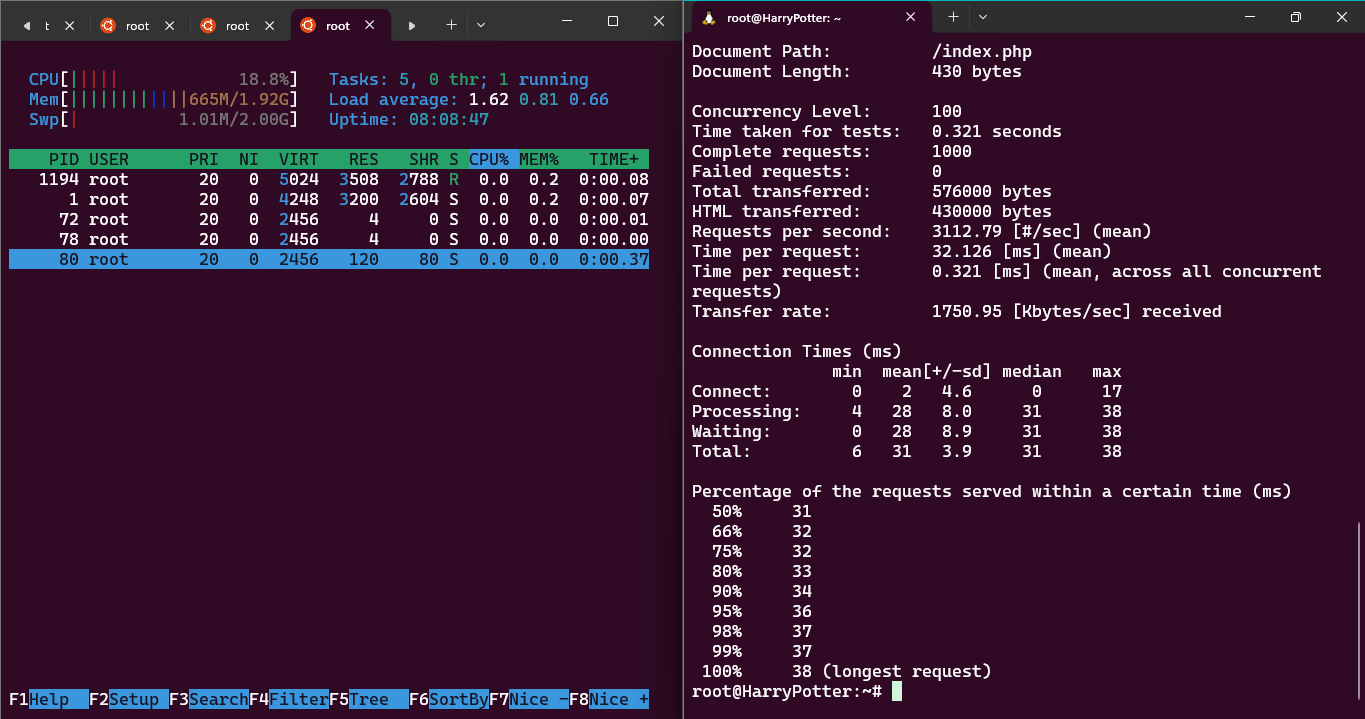 t
root
root
root
CPU[||||| 18.8%] Tasks: 5, 0 thr; 1 running
Mem[||||||||||||665M/1.92G] Load average: 1.62 0.81 0.66
Swp[| 1.01M/2.00G] Uptime: 08:08:47
PID USER PRI NI VIRT RES SHR S CPU% MEM% TIME+
1194 root 20 0 5024 3508 2788 R 0.0 0.2 0:00.08
1 root 20 0 4248 3200 2604 S 0.0 0.2 0:00.07
72 root 20 0 2456 4 0 S 0.0 0.0 0:00.01
78 root 20 0 2456 4 0 S 0.0 0.0 0:00.00
80 root 20 0 2456 120 80 S 0.0 0.0 0:00.37
F1Help F2Setup F3SearchF4FilterF5Tree F6SortByF7Nice -F8Nice +
root@HarryPotter: ~
Document Path: /index.php
Document Length: 430 bytes
Concurrency Level: 100
Time taken for tests: 0.321 seconds
Complete requests: 1000
Failed requests: 0
Total transferred: 576000 bytes
HTML transferred: 430000 bytes
Requests per second: 3112.79 [#/sec] (mean)
Time per request: 32.126 [ms] (mean)
Time per request: 0.321 [ms] (mean, across all concurrent
requests)
Transfer rate: 1750.95 [Kbytes/sec] received
Connection Times (ms)
min mean[+/-sd] median max
Connect: 0 2 4.6 0 17
Processing: 4 28 8.0 31 38
Waiting: 0 28 8.9 31 38
Total: 6 31 3.9 31 38
Percentage of the requests served within a certain time (ms)
50% 31
66% 32
75% 32
80% 33
90% 34
95% 36
98% 37
99% 37
100% 38 (longest request)
root@HarryPotter:~#